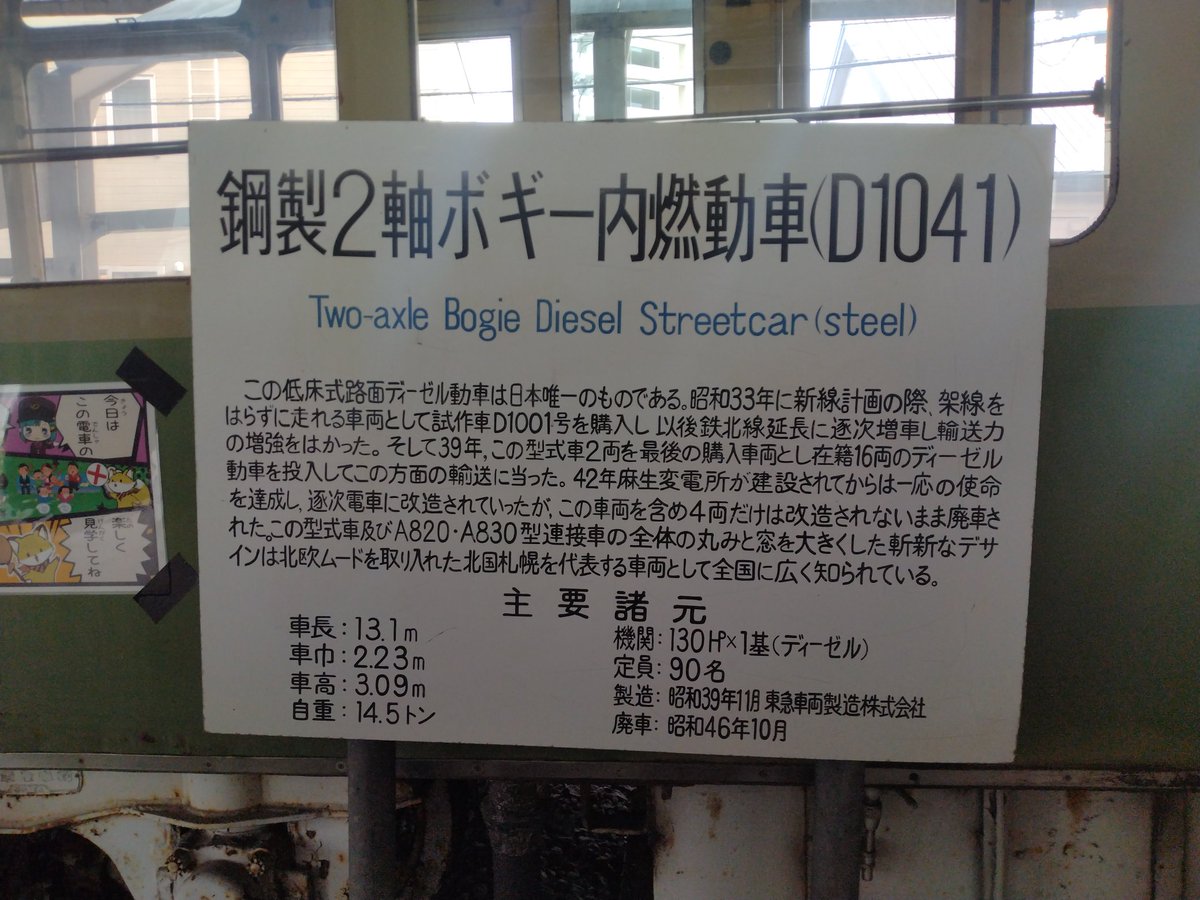 鋼製2軸ボギー内燃動車(D1041)
Two-axle Bogie Diesel Streetcar(steel)
この低床式路面ディーゼル動車は日本唯一のものである。昭和33年に新線計画の際、架線を
はらずに走れる車両として試作車D1001号を購入し以後鉄北線延長に逐次増車し輸送力
の増強をはかった。そして39年,この型式車2両を最後の購入車両とし在籍16両のディーゼル
動車を投入してこの方面の輸送に当った。42年麻生変電所が建設されてからは一応の使命
を達成し,逐次電車に改造されていったが,この車両を含め4両だけは改造されないまま廃車さ
れた。この型式車及びA820・A830型連接車の全体の丸みと窓を大きくした斬新なデザ
インは北欧ムードを取り入れた北国札幌を代表する車両として全国に広く知られている。
主要諸元
車長:13.1m
車巾:2.23m
車高:3.09m
自重:14.5トン
機関:130HP×1基(ディーゼル)
定員:90名
製造:昭和39年11月 東急車両製造株式会社
廃車:昭和46年10月
今日は
この電車の
楽しく
見学してね